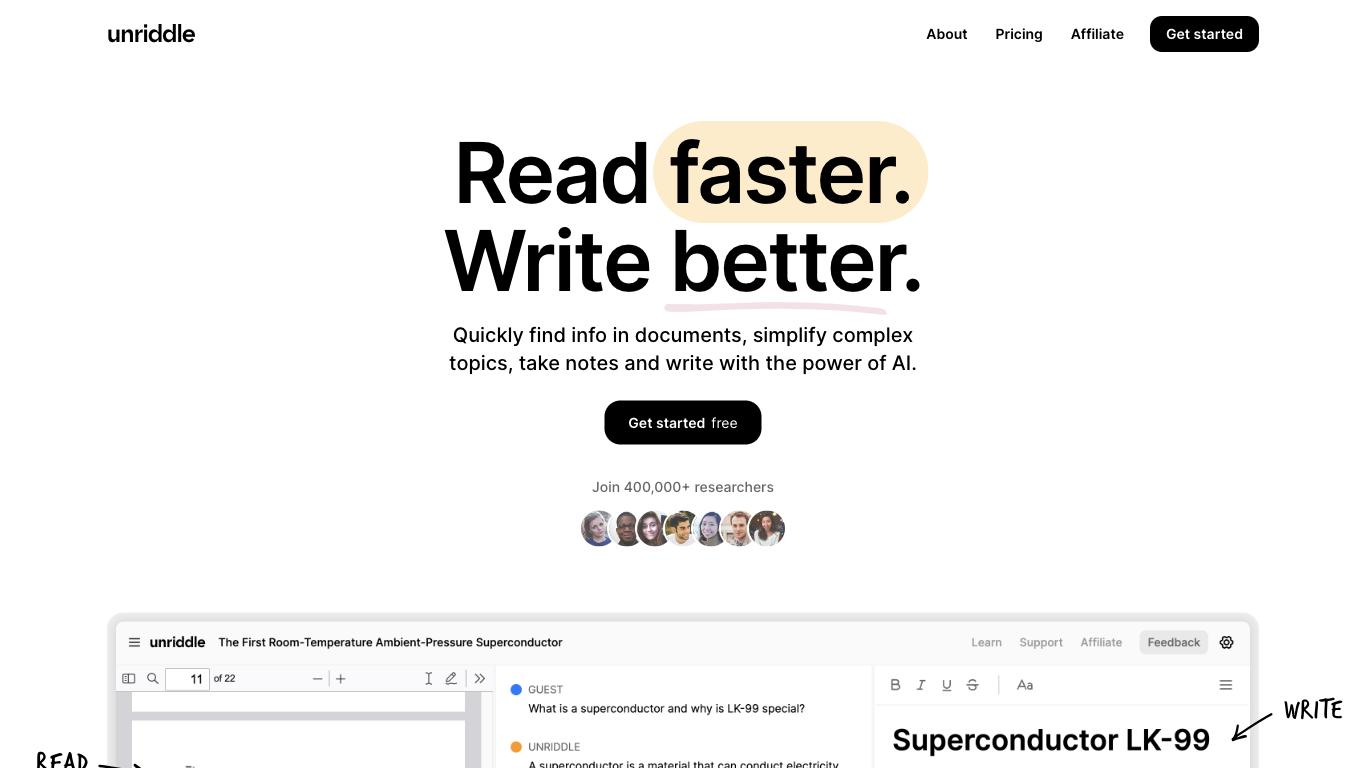 unriddle
About
Pricing
Affiliate
Get started
Read faster.
Write better.
Quickly find info in documents, simplify complex
topics, take notes and write with the power of AI.
Get started free
Join 400,000+ researchers
unriddle
The First Room-Temperature Ambient-Pressure Superconductor
Learn
Support
Affiliate
Feedback
11 of 22
B I U S Aa
GUEST
What is a superconductor and why is LK-99 special?
UNRIDDLE
A superconductor is a material that can conduct electricity
Superconductor LK-99
WRITE
READ